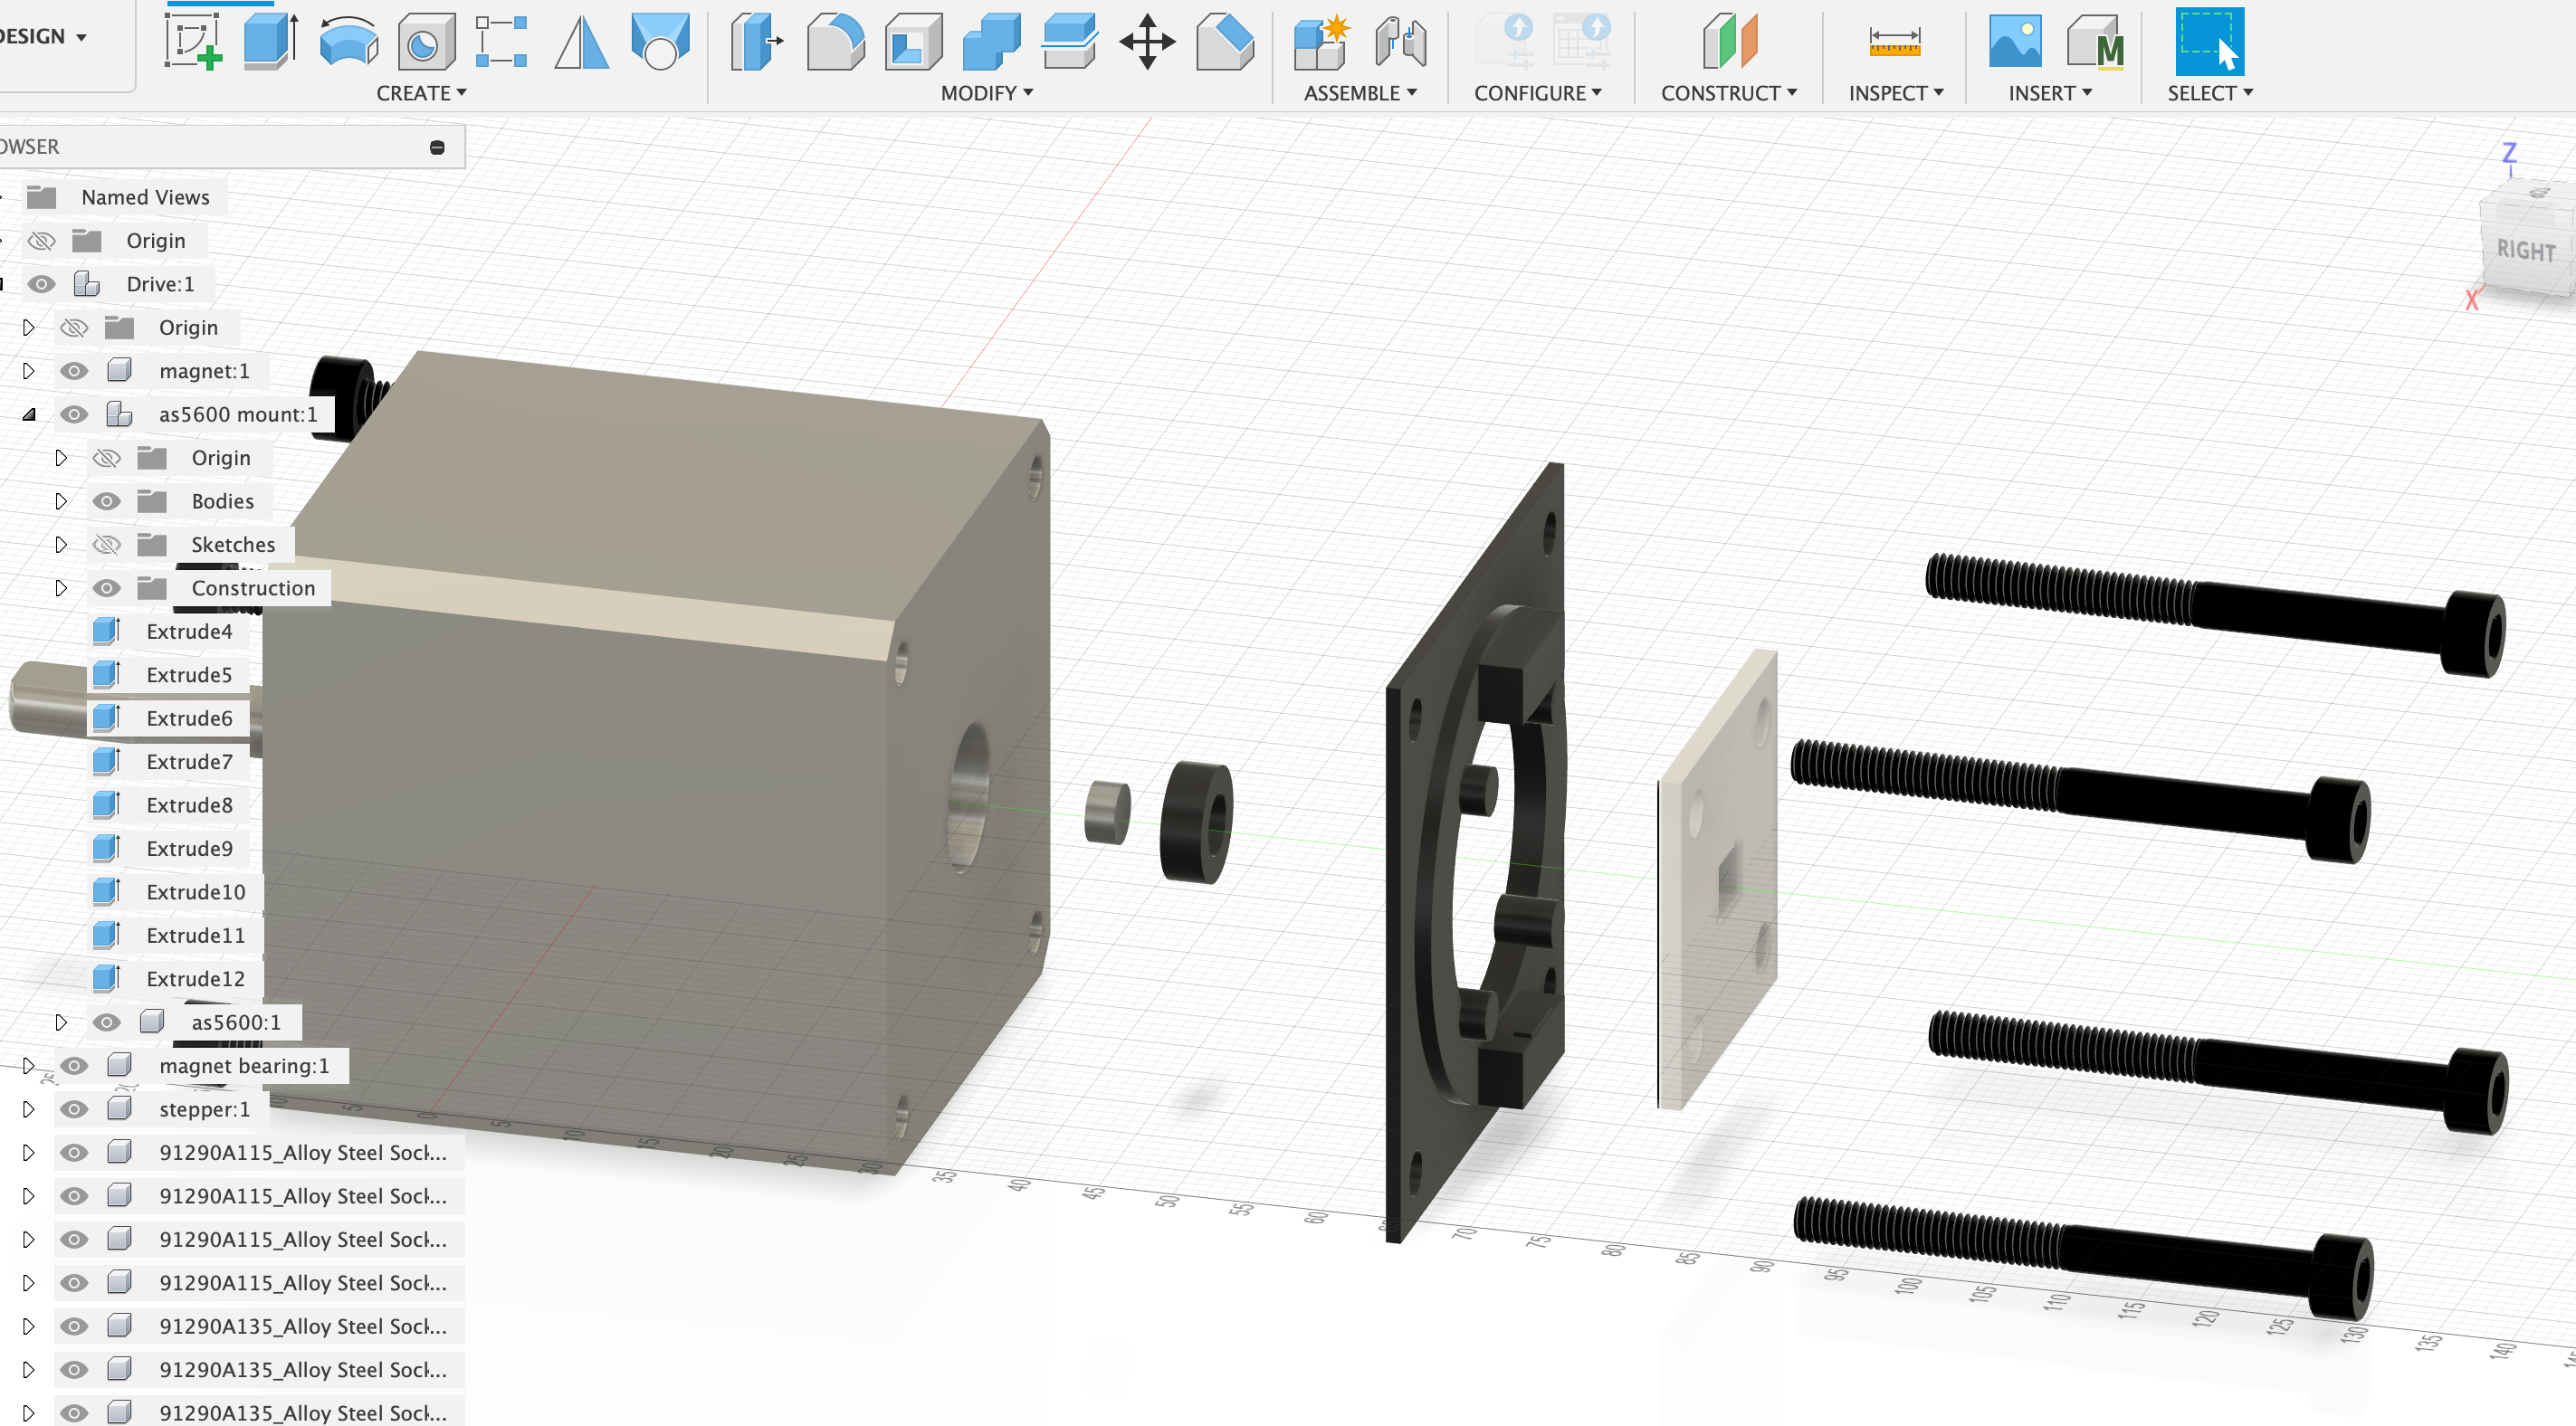 DESIGN
CREATE
MODIFY
ASSEMBLE
CONFIGURE
CONSTRUCT
INSPECT
INSERT
SELECT
M
OWSER
Named Views
Origin
Drive:1
Origin
magnet:1
as5600 mount:1
Origin
Bodies
Sketches
Construction
Extrude4
Extrude5
Extrude6
Extrude7
Extrude8
Extrude9
Extrude10
Extrude11
Extrude12
as5600:1
magnet bearing:1
stepper:1
91290A115_Alloy Steel Sock...
91290A115_Alloy Steel Sock...
91290A115_Alloy Steel Sock...
91290A115_Alloy Steel Sock...
91290A135_Alloy Steel Sock...
91290A135_Alloy Steel Sock...
91290A135_Alloy Steel Sock...
Z
TOP
RIGHT
X
5 0 5 10 15 20 25 30 35 40 45 50 55 60 65 70 75 80 85 90 95 100 105 110 115 120 125 130 135 140